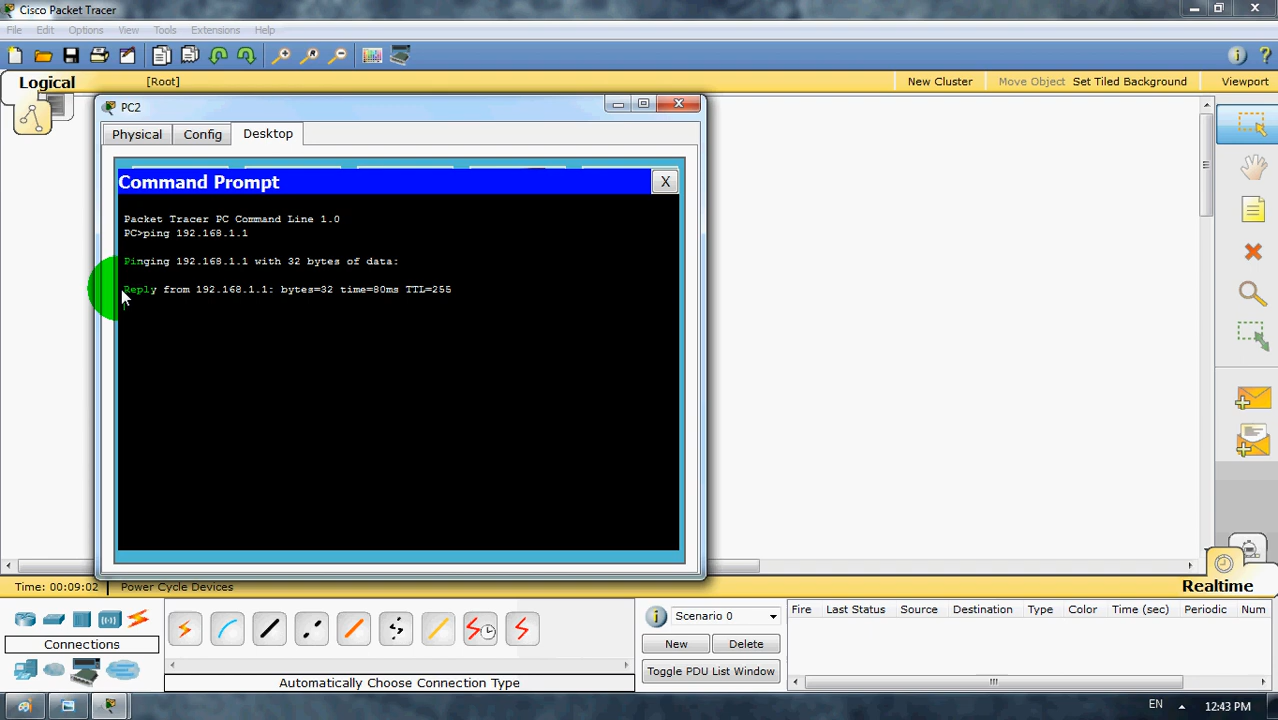 Cisco Packet Tracer
File Edit Options View Tools Extensions Help
Logical [Root] New Cluster Move Object Set Tiled Background Viewport
PC2
Physical Config Desktop
Command Prompt X
Packet Tracer PC Command Line 1.0
PC>ping 192.168.1.1
Pinging 192.168.1.1 with 32 bytes of data:
Reply from 192.168.1.1: bytes=32 time=80ms TTL=255
Time: 00:09:02 Power Cycle Devices Realtime
Scenario 0 Fire Last Status Source Destination Type Color Time (sec) Periodic Num
Connections New Delete
Toggle PDU List Window
Automatically Choose Connection Type
EN 12:43 PM